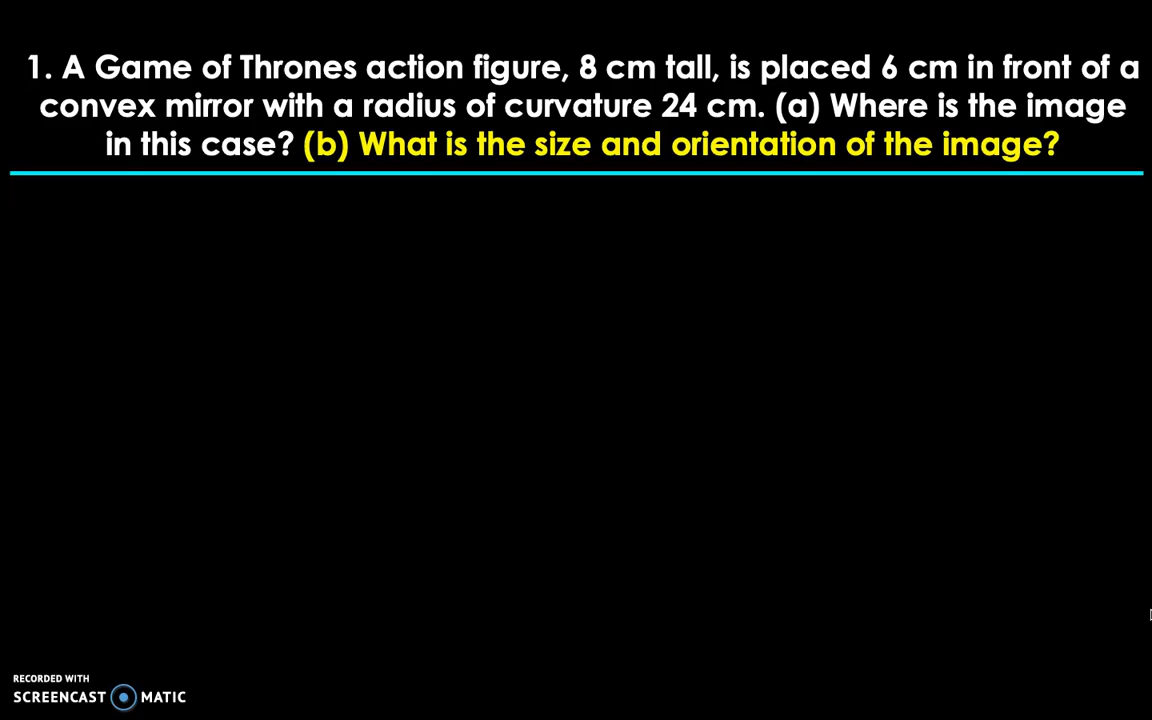 1. A Game of Thrones action figure, 8 cm tall, is placed 6 cm in front of a
convex mirror with a radius of curvature 24 cm. (a) Where is the image
in this case? (b) What is the size and orientation of the image?
RECORDED WITH
SCREENCAST MATIC